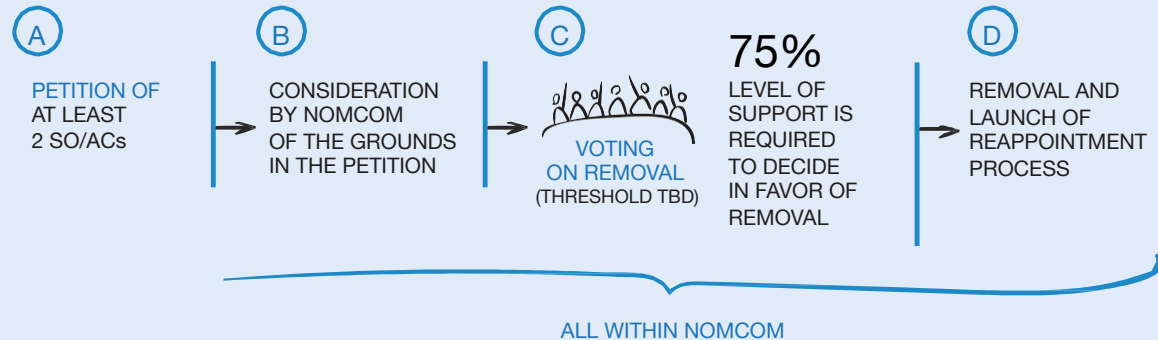 A
PETITION OF
AT LEAST
2 SO/ACs
B
CONSIDERATION
BY NOMCOM
OF THE GROUNDS
IN THE PETITION
C
VOTING
ON REMOVAL
(THRESHOLD TBD)
75%
LEVEL OF
SUPPORT IS
REQUIRED
TO DECIDE
IN FAVOR OF
REMOVAL
D
REMOVAL AND
LAUNCH OF
REAPPOINTMENT
PROCESS
ALL WITHIN NOMCOM